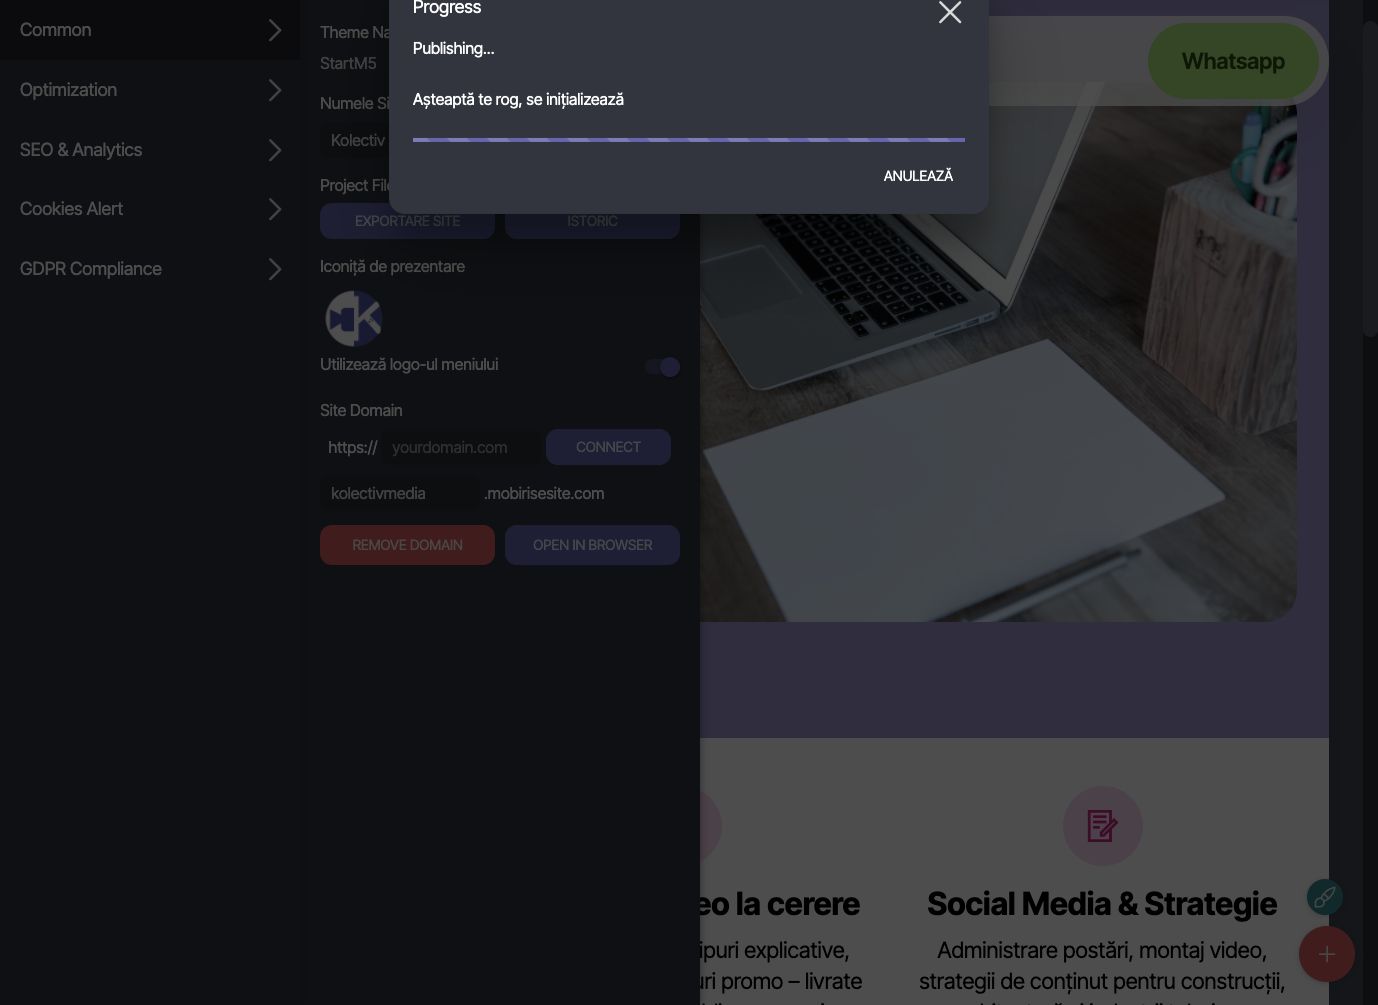 Common
Optimization
SEO & Analytics
Cookies Alert
GDPR Compliance
Theme Na
StartM5
Numele Si
Kolectiv
Project File
EXPORTARE SITE
ISTORIC
Iconiță de prezentare
Utilizează logo-ul meniului
Site Domain
https://
yourdomain.com
CONNECT
kolectivmedia
.mobirisesite.com
REMOVE DOMAIN
OPEN IN BROWSER
Progress
Publishing...
Așteaptă te rog, se inițializează
ANULEAZĂ
Whatsapp
eo la cerere
ipuri explicative,
uri promo – livrate
Social Media & Strategie
Administrare postări, montaj video,
strategii de conținut pentru construcții,